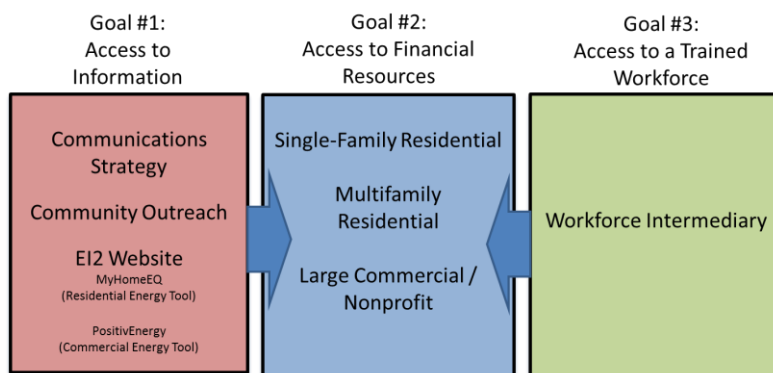 Goal #1:
Access to
Information
Goal #2:
Access to Financial
Resources
Goal #3:
Access to a Trained
Workforce
Communications
Strategy
Community Outreach
EI2 Website
MyHomeEQ
(Residential Energy Tool)
PositivEnergy
(Commercial Energy Tool)
Single-Family Residential
Multifamily
Residential
Large Commercial /
Nonprofit
Workforce Intermediary